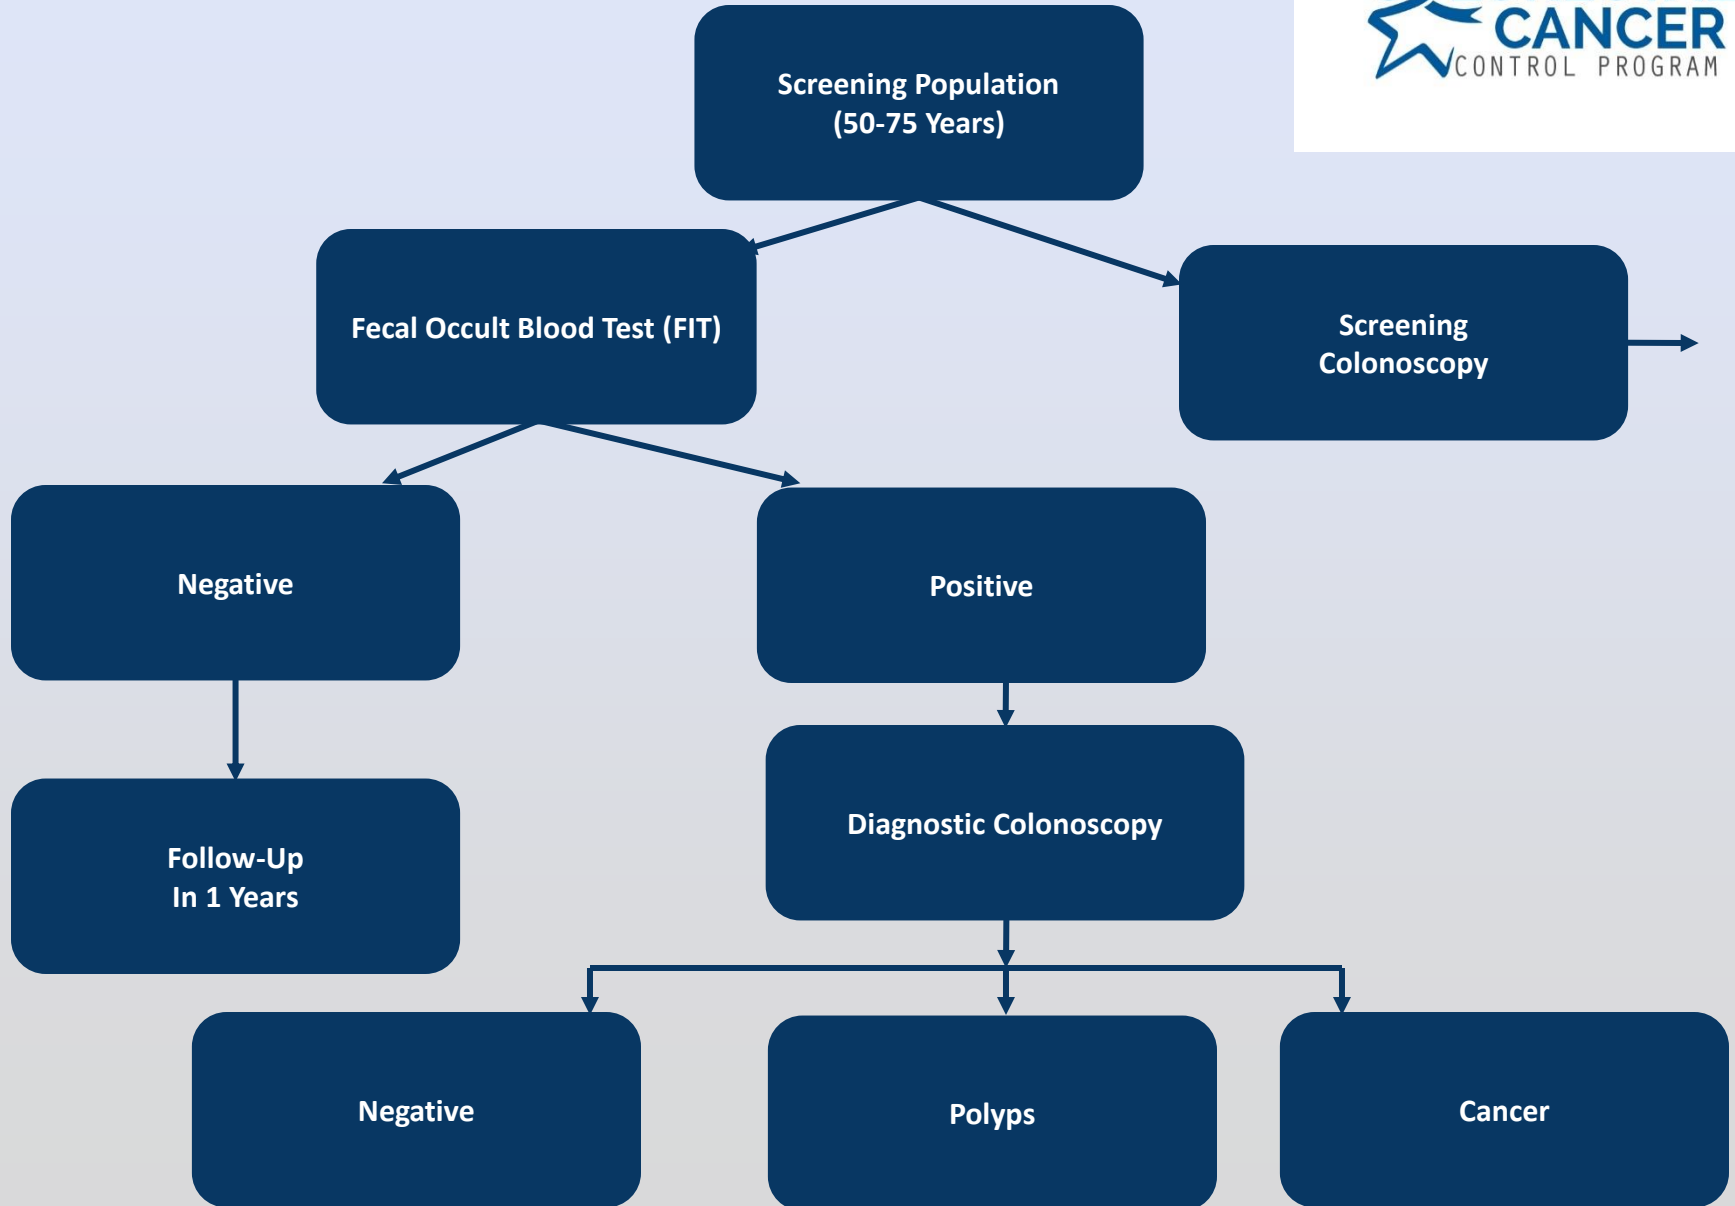 CANCER
CONTROL PROGRAM
Screening Population
(50-75 Years)
Fecal Occult Blood Test (FIT)
Screening
Colonoscopy
Negative
Positive
Follow-Up
In 1 Years
Diagnostic Colonoscopy
Negative
Polyps
Cancer